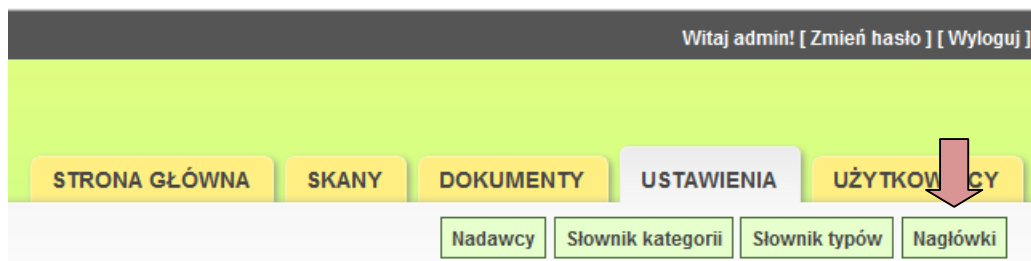 Witaj admin! [ Zmień hasło ] [ Wyloguj ]
STRONA GŁÓWNA SKANY DOKUMENTY USTAWIENIA
Nadawcy Słownik kategorii Słownik typów Nagłówki